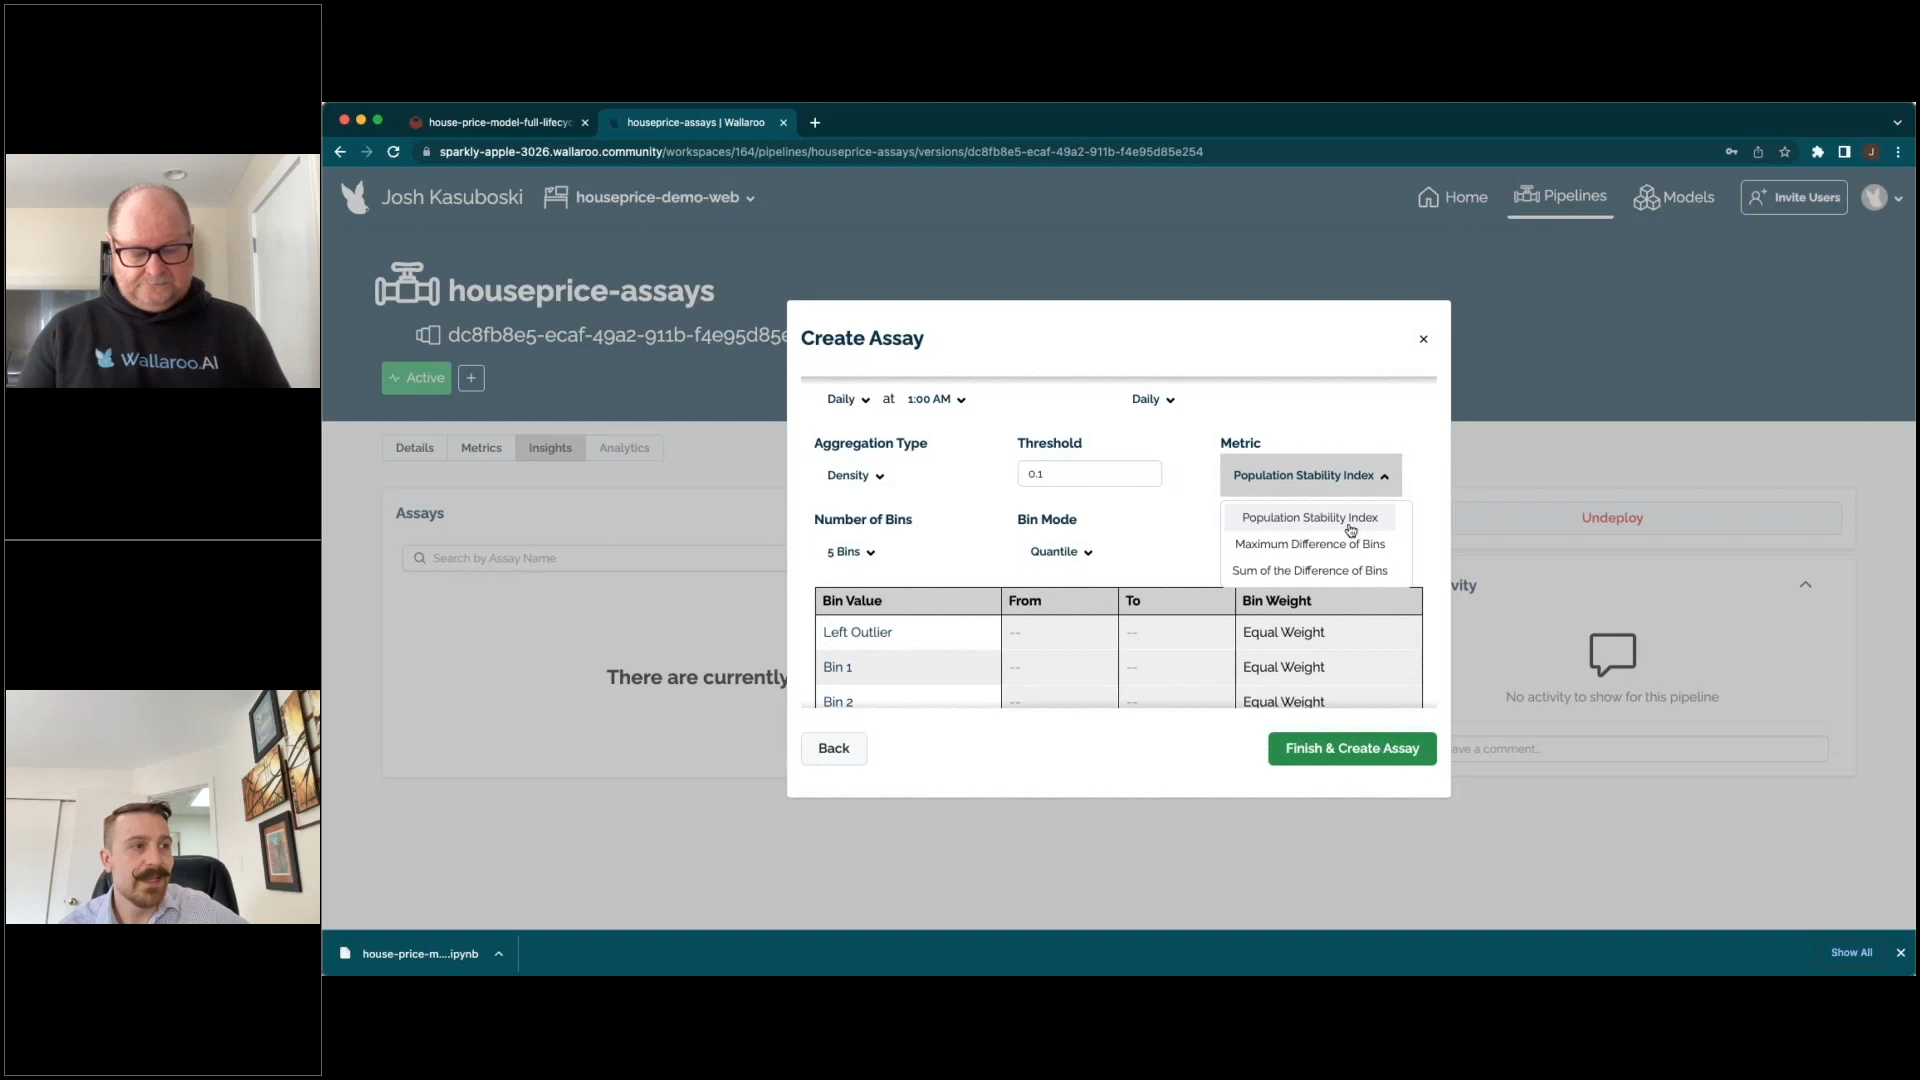 Wallaroo.AI
house-price-model-full-lifecyc
houseprice-assays | Wallaroo
sparkly-apple-3026.wallaroo.community/workspaces/164/pipelines/houseprice-assays/versions/dc8fb8e5-ecaf-49a2-911b-f4e95d85e254
J
Josh Kasuboski
houseprice-demo-web
Home
Pipelines
Models
Invite Users
houseprice-assays
dc8fb8e5-ecaf-49a2-911b-f4e95d85e
Active
+
Details
Metrics
Insights
Analytics
Assays
Search by Assay Name
There are currently
Create Assay
×
Daily at 1:00 AM
Daily
Aggregation Type
Threshold
Metric
Density
0.1
Population Stability Index
Population Stability Index
Maximum Difference of Bins
Sum of the Difference of Bins
Number of Bins
Bin Mode
5 Bins
Quantile
Bin Value From To Bin Weight
Left Outlier -- -- Equal Weight
Bin 1 -- -- Equal Weight
Bin 2 -- -- Equal Weight
Back
Finish & Create Assay
Undeploy
vity
No activity to show for this pipeline
ave a comment...
house-price-m....ipynb
Show All